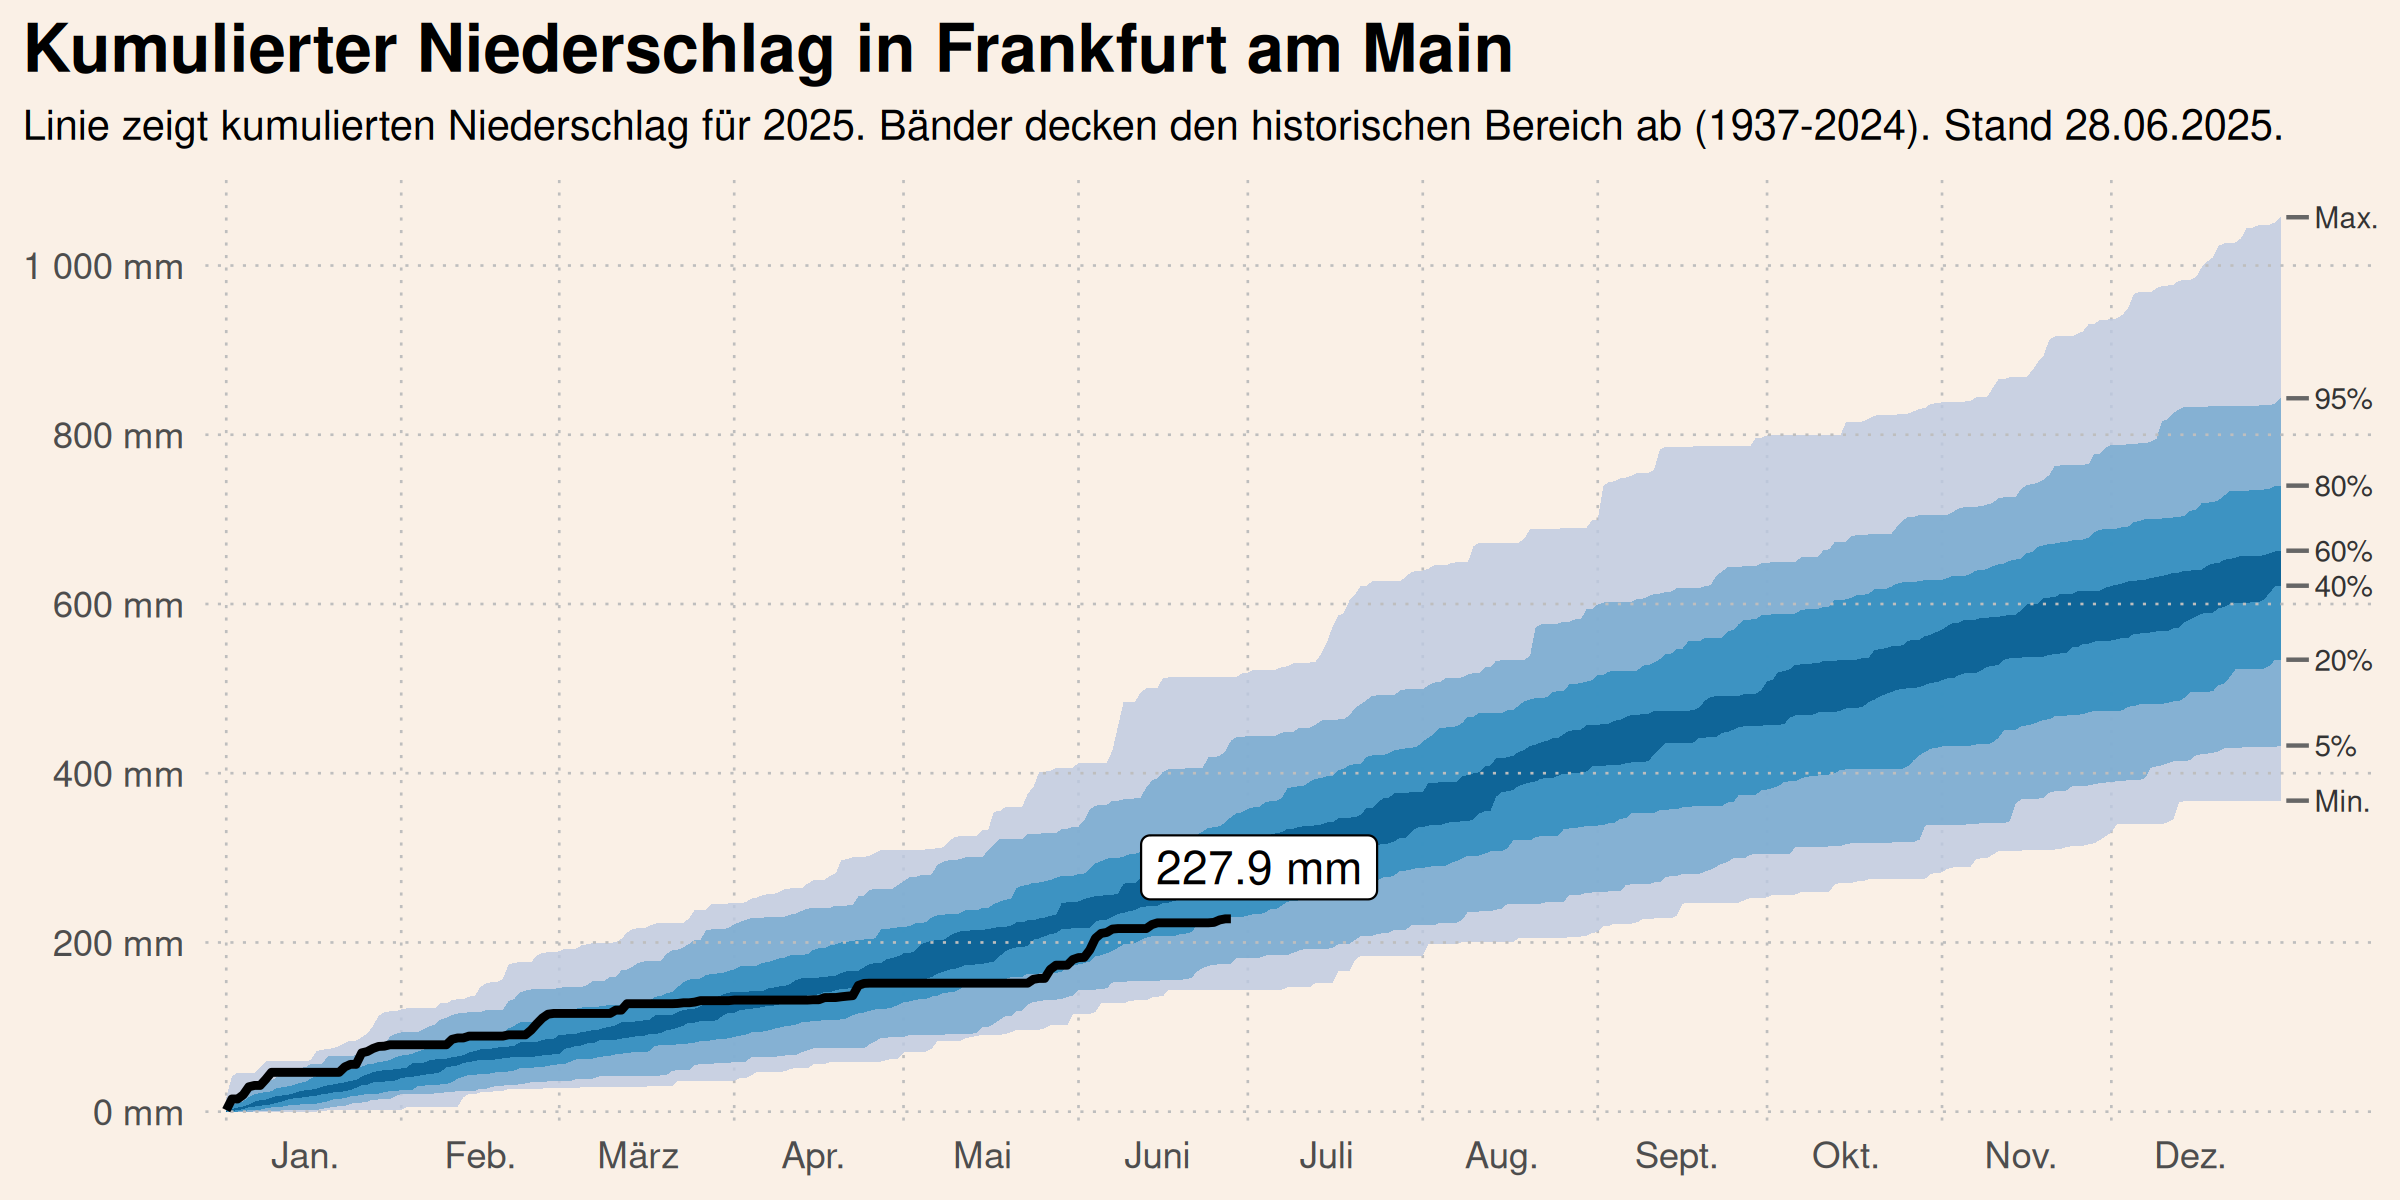 Kumulierter Niederschlag in Frankfurt am Main
Linie zeigt kumulierten Niederschlag für 2025. Bänder decken den historischen Bereich ab (1937-2024). Stand 28.06.2025.
Max.
1 000 mm
95%
800 mm
80%
60%
40%
600 mm
20%
5%
400 mm
Min.
227.9 mm
200 mm
0 mm
Jan. Feb. März Apr. Mai Juni Juli Aug. Sept. Okt. Nov. Dez.